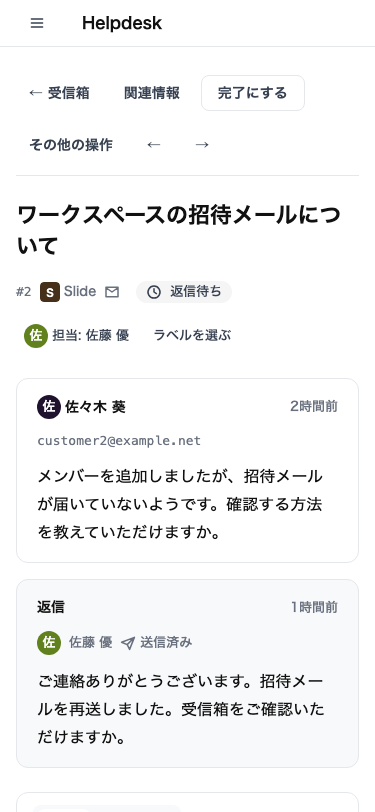 Helpdesk
← 受信箱 関連情報 完了にする
その他の操作 ← →
ワークスペースの招待メールにつ
いて
#2 S Slide 返信待ち
佐 担当: 佐藤 優 ラベルを選ぶ
佐 佐々木 葵 2時間前
customer2@example.net
メンバーを追加しましたが、招待メール
が届いていないようです。確認する方法
を教えていただけますか。
返信 1時間前
佐 佐藤 優 送信済み
ご連絡ありがとうございます。招待メー
ルを再送しました。受信箱をご確認いた
だけますか。